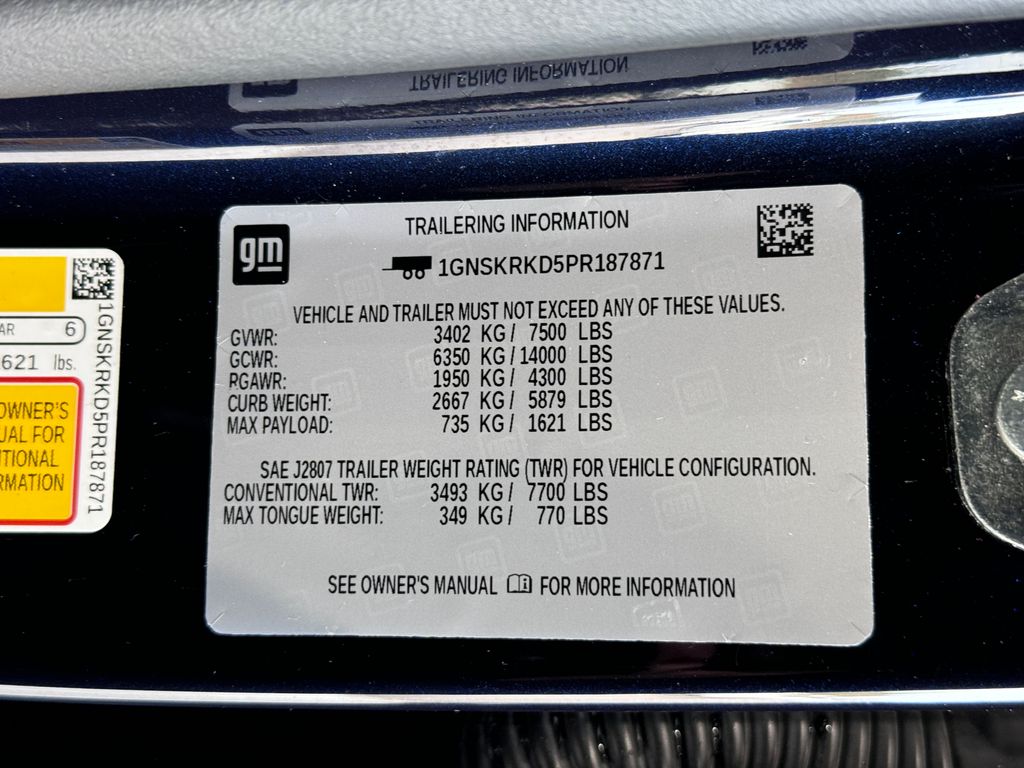 TRAILERING INFORMATION
gm
TRAILERING INFORMATION
1GNSKRKD5PR187871
VEHICLE AND TRAILER MUST NOT EXCEED ANY OF THESE VALUES.
GVWR: 3402 KG / 7500 LBS
GCWR: 6350 KG / 14000 LBS
RGAWR: 1950 KG / 4300 LBS
CURB WEIGHT: 2667 KG / 5879 LBS
MAX PAYLOAD: 735 KG / 1621 LBS
SAE J2807 TRAILER WEIGHT RATING (TWR) FOR VEHICLE CONFIGURATION.
CONVENTIONAL TWR: 3493 KG / 7700 LBS
MAX TONGUE WEIGHT: 349 KG / 770 LBS
SEE OWNER'S MANUAL FOR MORE INFORMATION
AR 6
621 lbs.
OWNER'S
UAL FOR
ITIONAL
RMATION
1GNSKRKD5PR187871